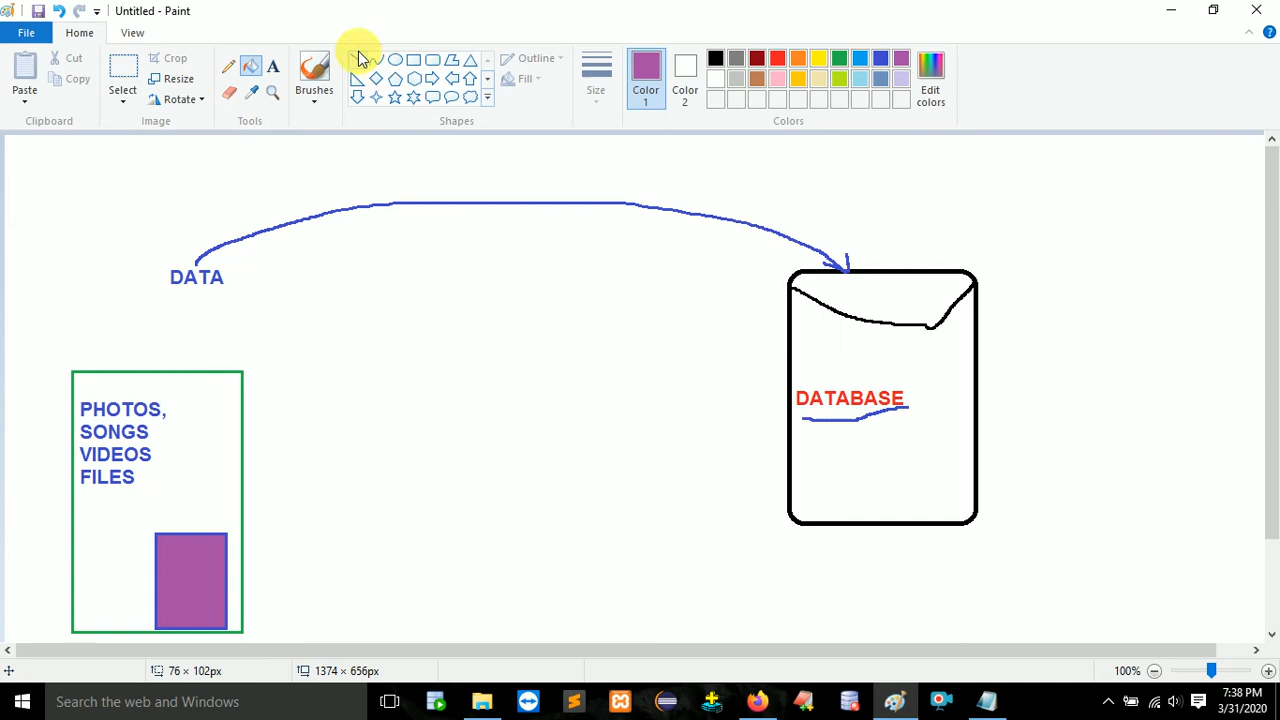 Untitled - Paint
File
Home
View
Paste
Cut
Copy
Clipboard
Select
Crop
Resize
Rotate
Image
A
Tools
Brushes
Outline
Fill
Shapes
Size
Color
1
Color
2
Edit
colors
Colors
DATA
PHOTOS,
SONGS
VIDEOS
FILES
DATABASE
76 × 102px
1374 × 656px
100%
Search the web and Windows
7:38 PM
3/31/2020